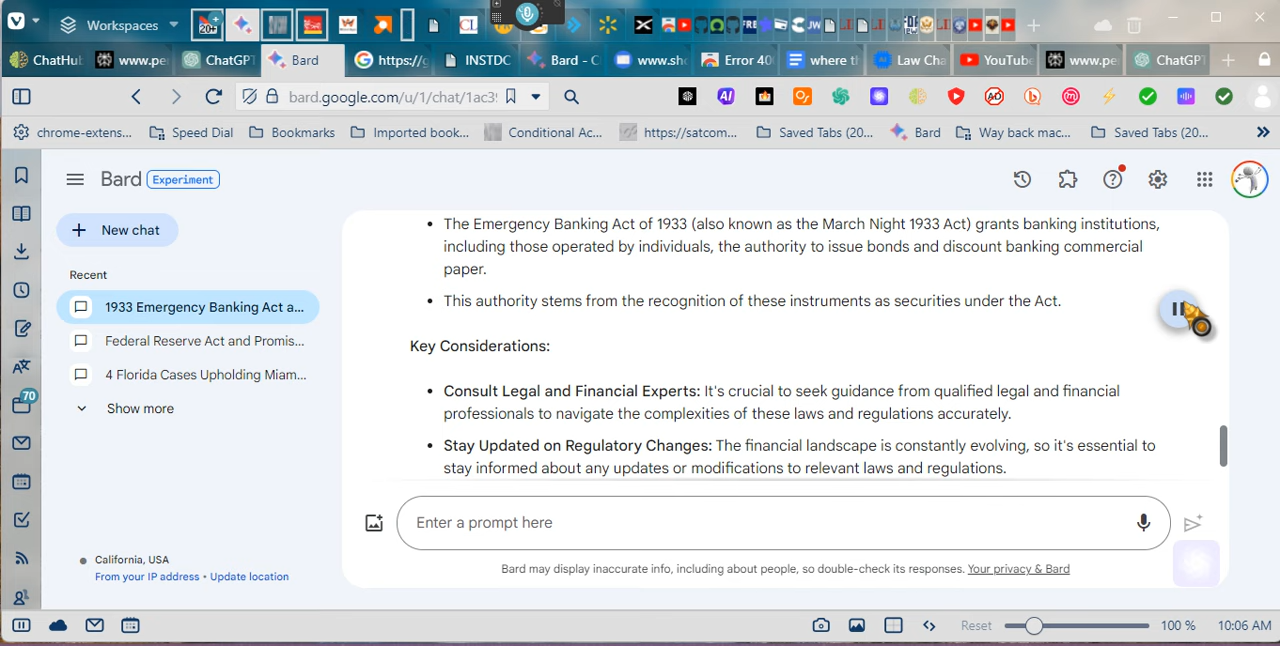 Workspaces
20+
CI
JW
FRE
ChatHub
www.pe
ChatGPT
Bard
https://g
INSTDC
Bard - C
www.sho
Error 40
where th
Law Cha
YouTube
www.pe
ChatGPT
bard.google.com/u/1/chat/1ac3
chrome-extens...
Speed Dial
Bookmarks
Imported book...
Conditional Ac...
https://satcom...
Saved Tabs (20...
Bard
Way back mac...
Saved Tabs (20...
Bard Experiment
New chat
Recent
1933 Emergency Banking Act a...
Federal Reserve Act and Promis...
4 Florida Cases Upholding Miam...
Show more
70
• The Emergency Banking Act of 1933 (also known as the March Night 1933 Act) grants banking institutions,
including those operated by individuals, the authority to issue bonds and discount banking commercial
paper.
• This authority stems from the recognition of these instruments as securities under the Act.
Key Considerations:
• Consult Legal and Financial Experts: It's crucial to seek guidance from qualified legal and financial
professionals to navigate the complexities of these laws and regulations accurately.
• Stay Updated on Regulatory Changes: The financial landscape is constantly evolving, so it's essential to
stay informed about any updates or modifications to relevant laws and regulations.
Enter a prompt here
California, USA
From your IP address • Update location
Bard may display inaccurate info, including about people, so double-check its responses. Your privacy & Bard
Reset
100 %
10:06 AM